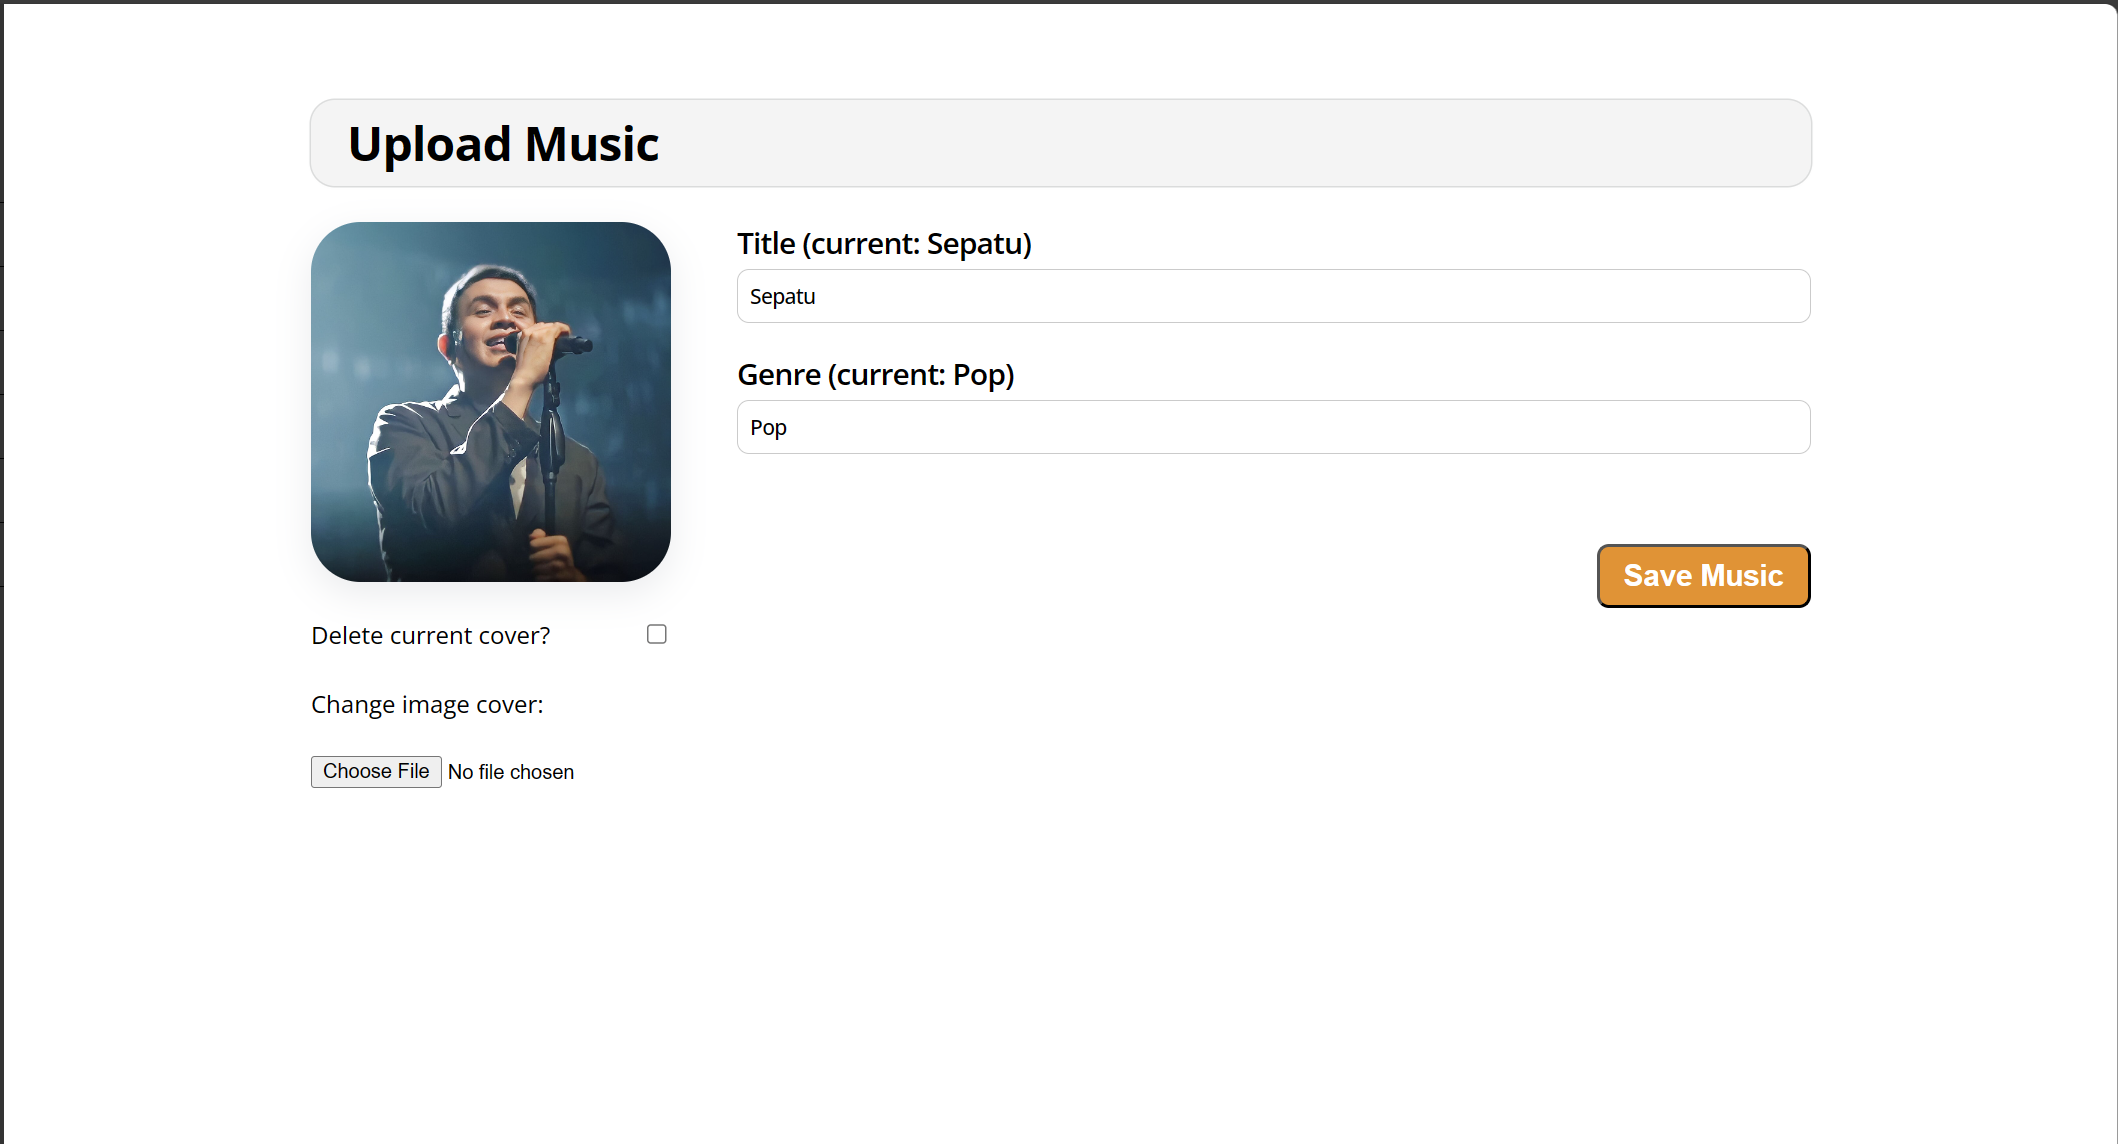 Upload Music
Title (current: Sepatu)
Sepatu
Genre (current: Pop)
Pop
Save Music
Delete current cover?
Change image cover:
Choose File No file chosen